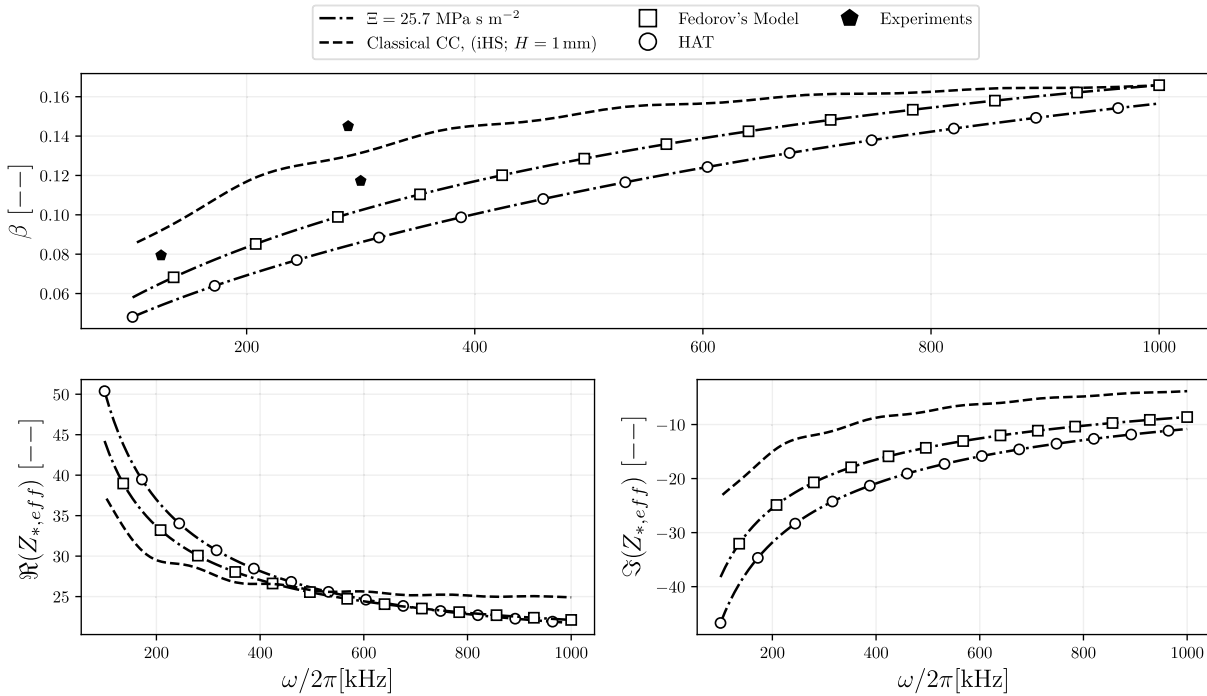 Ξ = 25.7 MPa s m⁻²
Classical CC, (iHS; H = 1 mm)
Fedorov's Model
HAT
Experiments
β [−−]
0.16
0.14
0.12
0.10
0.08
0.06
200 400 600 800 1000
ℜ(Z∗,eff) [−−]
50
45
40
35
30
25
200 400 600 800 1000
ω/2π[kHz]
ℑ(Z∗,eff) [−−]
−10
−20
−30
−40
200 400 600 800 1000
ω/2π[kHz]